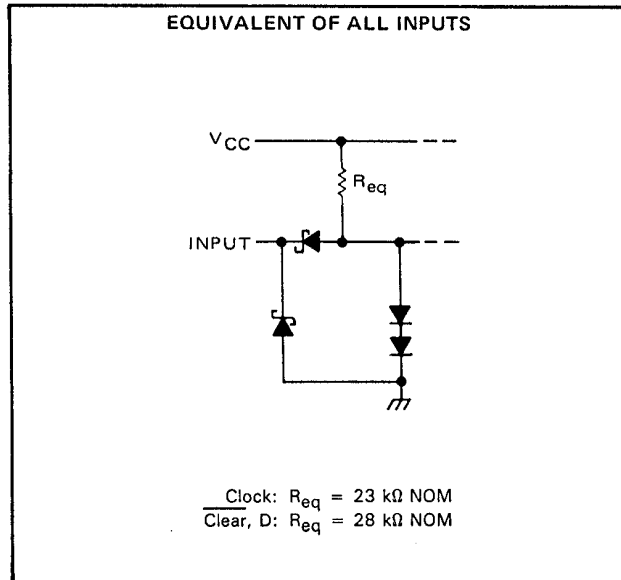 EQUIVALENT OF ALL INPUTS
VCC
Req
INPUT
Clock: Req = 23 kΩ NOM
Clear, D: Req = 28 kΩ NOM